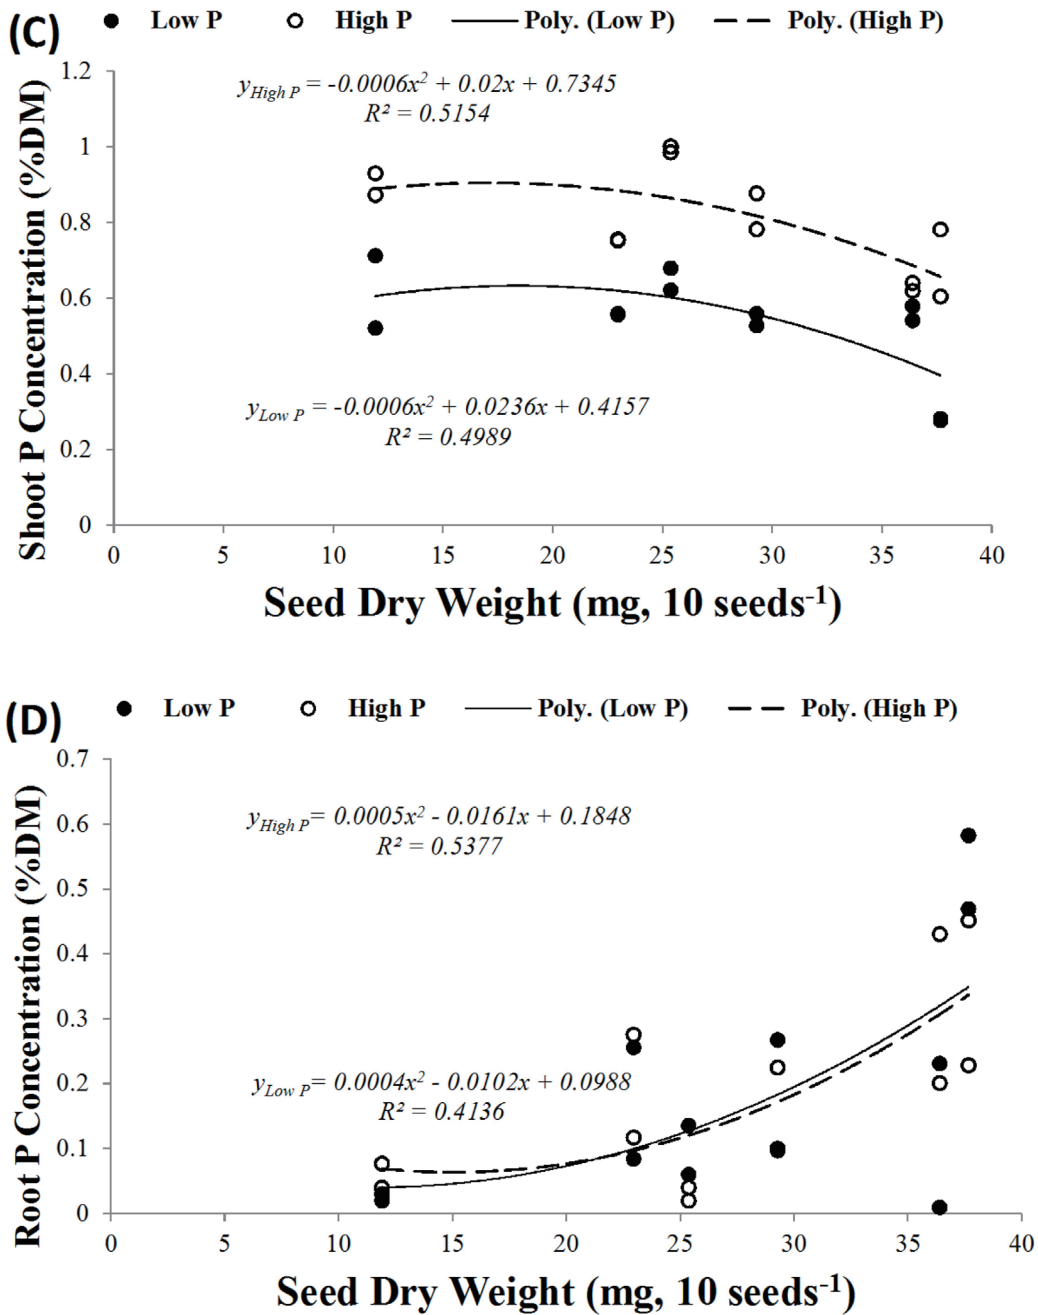 (C)
Low P High P Poly. (Low P) Poly. (High P)
Shoot P Concentration (%DM)
1.2
1
0.8
0.6
0.4
0.2
0
y_High P = -0.0006x² + 0.02x + 0.7345
R² = 0.5154
y_Low P = -0.0006x² + 0.0236x + 0.4157
R² = 0.4989
0 5 10 15 20 25 30 35 40
Seed Dry Weight (mg, 10 seeds⁻¹)
(D)
Low P High P Poly. (Low P) Poly. (High P)
Root P Concentration (%DM)
0.7
0.6
0.5
0.4
0.3
0.2
0.1
0
y_High P = 0.0005x² - 0.0161x + 0.1848
R² = 0.5377
y_Low P = 0.0004x² - 0.0102x + 0.0988
R² = 0.4136
0 5 10 15 20 25 30 35 40
Seed Dry Weight (mg, 10 seeds⁻¹)